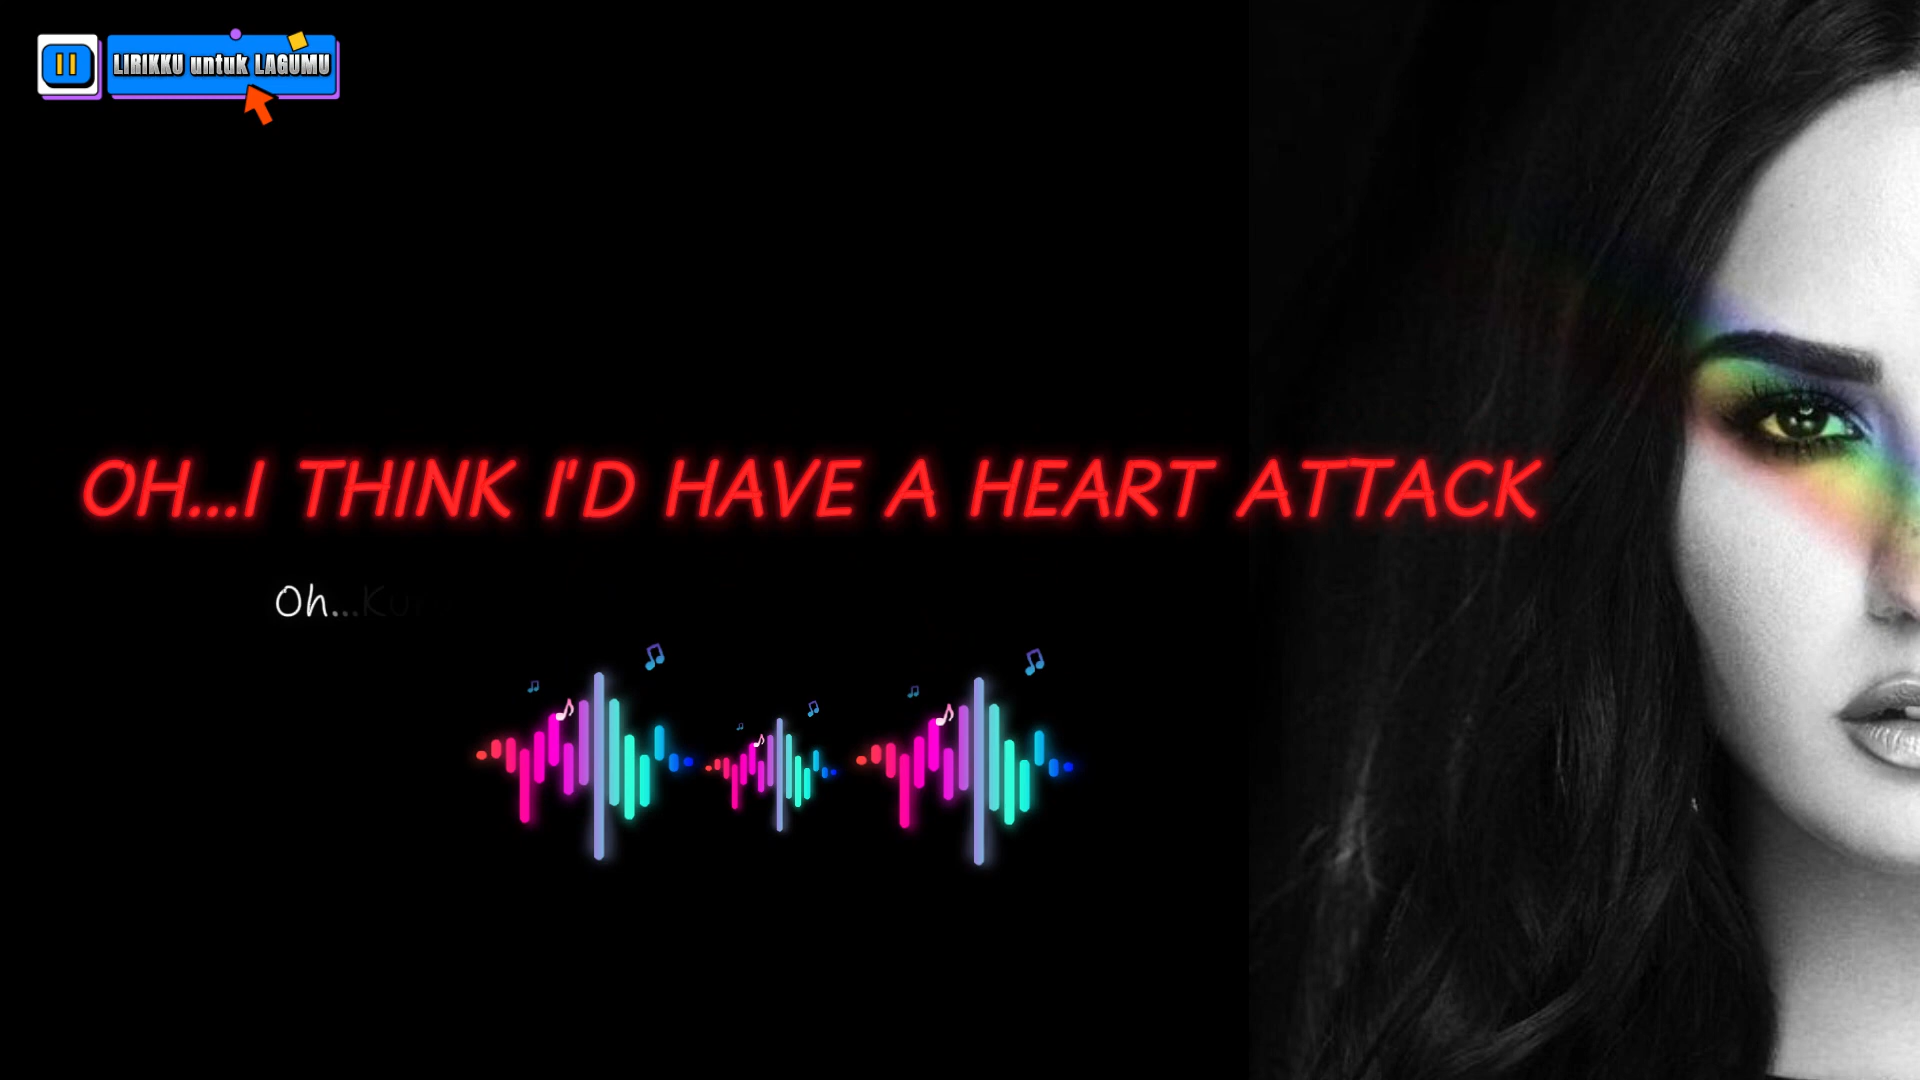 LIRIKKU untuk LAGUMU
OH...I THINK I'D HAVE A HEART ATTACK
Oh...